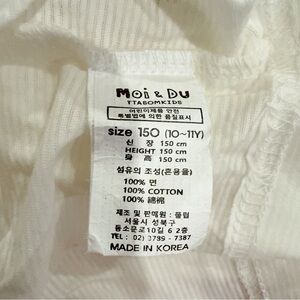 Moi & Du
TTASOMKIDS
어린이제품 안전
특별법에 의한 품질표시
size 150 (10~11Y)
신 장 150 cm
HEIGHT 150 cm
身 高 150 cm
섬유의 조성(혼용율)
100% 면
100% COTTON
100% 綿棉
제조 및 판매원 : 툴립
서울시 성북구
동소문로10길 6 2층
TEL : 02) 3789 - 7387
MADE IN KOREA